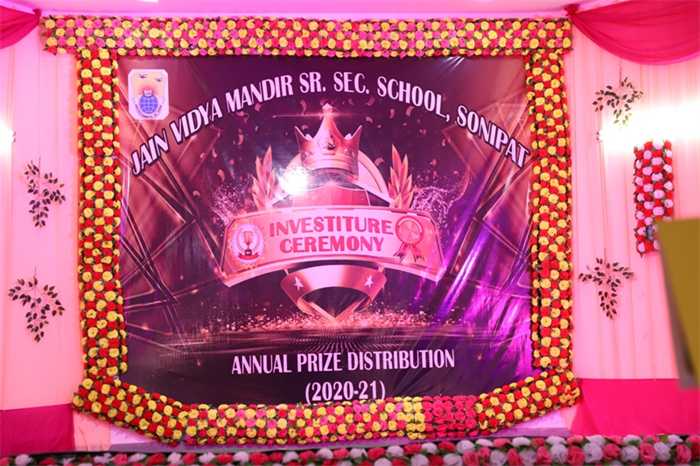 JAIN VIDYA MANDIR SR. SEC. SCHOOL, SONIPAT
INVESTITURE
CEREMONY
ANNUAL PRIZE DISTRIBUTION
(2020-21)